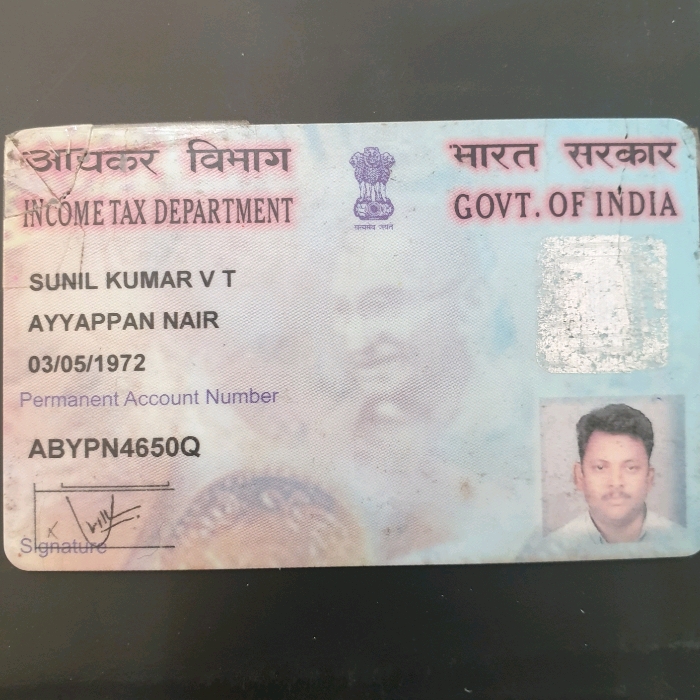 आयकर विभाग
INCOME TAX DEPARTMENT
सत्यमेव जयते
भारत सरकार
GOVT. OF INDIA
SUNIL KUMAR V T
AYYAPPAN NAIR
03/05/1972
Permanent Account Number
ABYPN4650Q
Signature